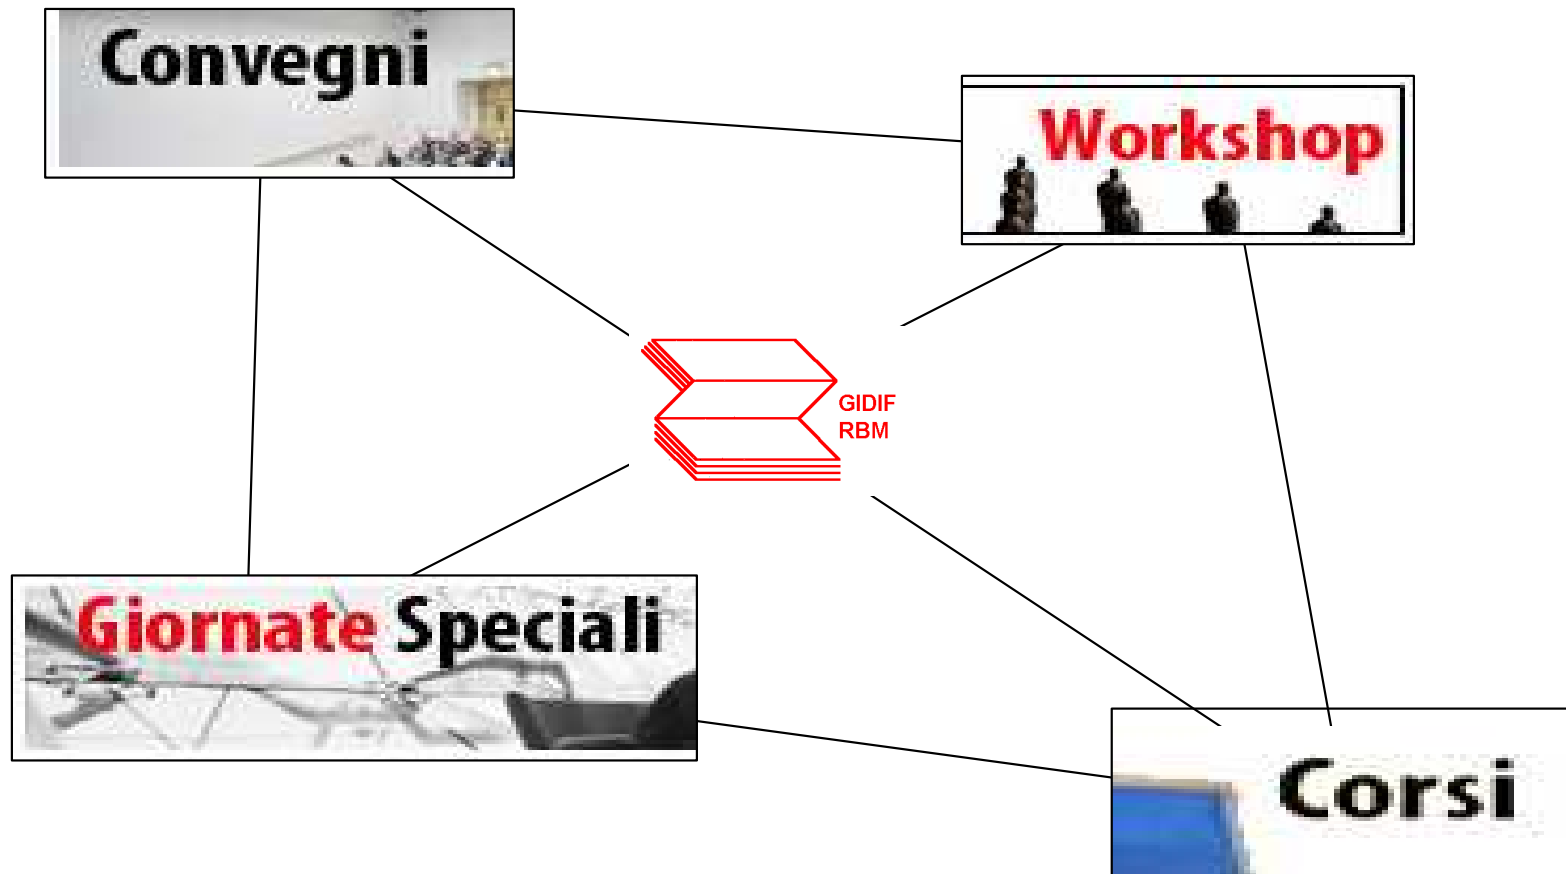 Convegni
Workshop
GIDIF
RBM
Giornate Speciali
Corsi